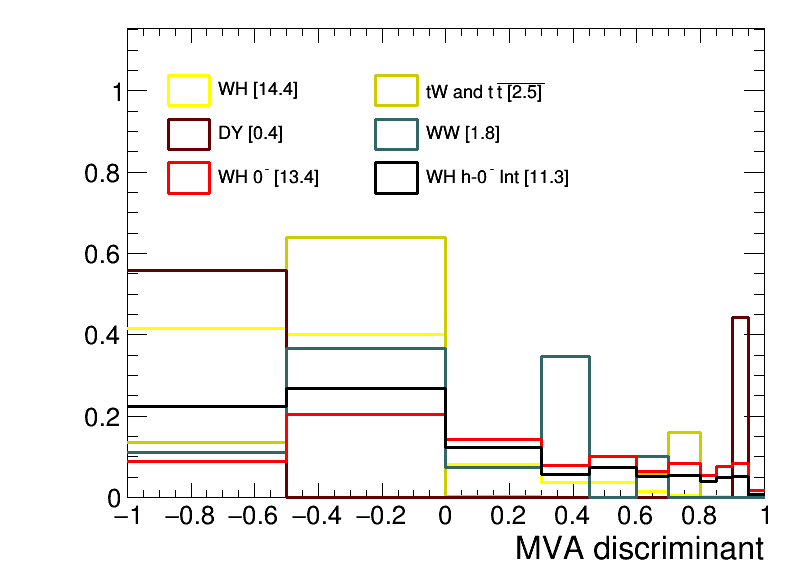 1
0.8
0.6
0.4
0.2
0
WH [14.4]
tW and t t̅ [2.5]
DY [0.4]
WW [1.8]
WH 0⁻ [13.4]
WH h-0⁻ Int [11.3]
−1 −0.8 −0.6 −0.4 −0.2 0 0.2 0.4 0.6 0.8 1
MVA discriminant